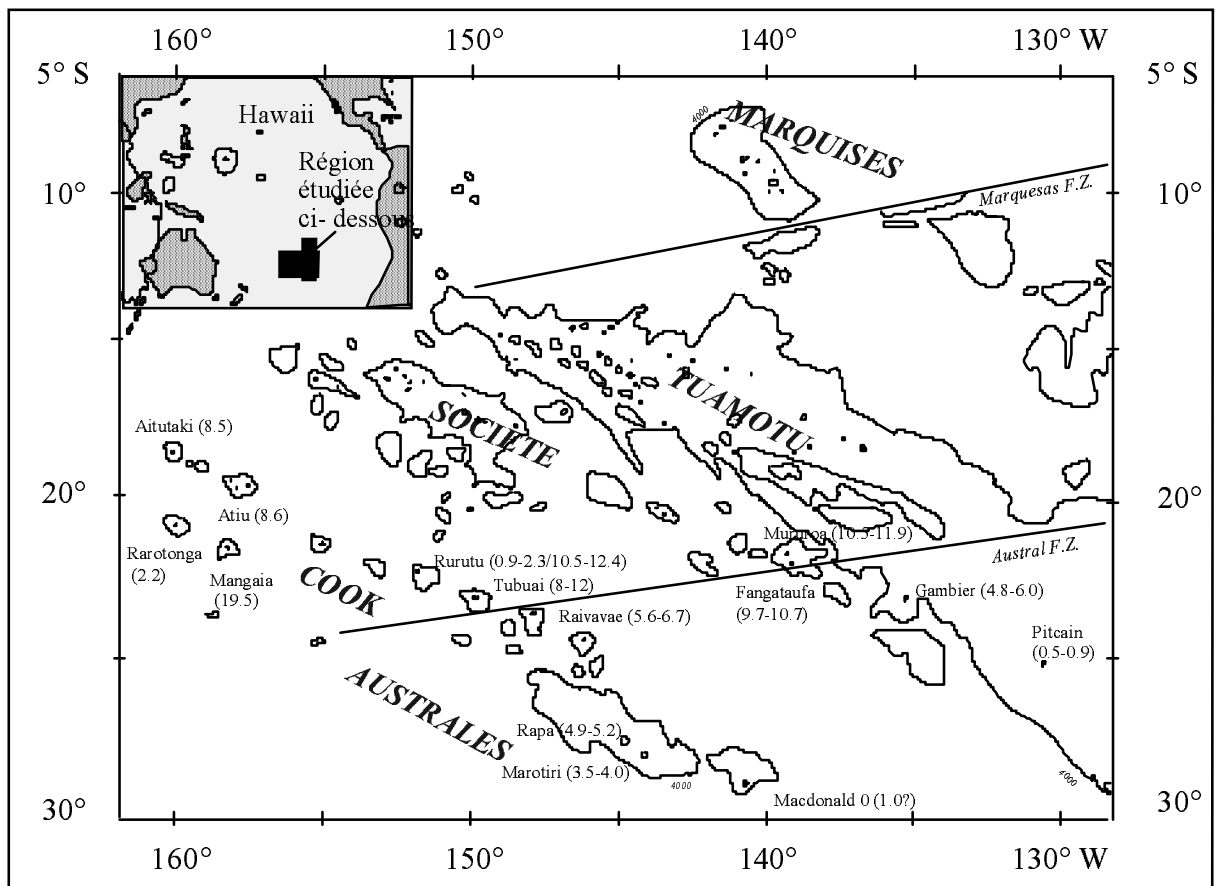 160° 150° 140° 130° W
5° S 5° S
Hawaii
Région
étudiée
ci- dessous
4000
MARQUISES
Marquesas F.Z.
10° 10°
TUAMOTU
SOCIETE
Aitutaki (8.5)
20° 20°
Atiu (8.6)
Rarotonga
(2.2)
Mangaia
(19.5)
COOK
Rurutu (0.9-2.3/10.5-12.4)
Tubuai (8-12)
Raivavae (5.6-6.7)
Mururoa (10.5-11.9)
Austral F.Z.
Fangataufa
(9.7-10.7)
Gambier (4.8-6.0)
Pitcain
(0.5-0.9)
AUSTRALES
Rapa (4.9-5.2)
Marotiri (3.5-4.0)
4000
Macdonald 0 (1.0?)
4000
30° 30°
160° 150° 140° 130° W